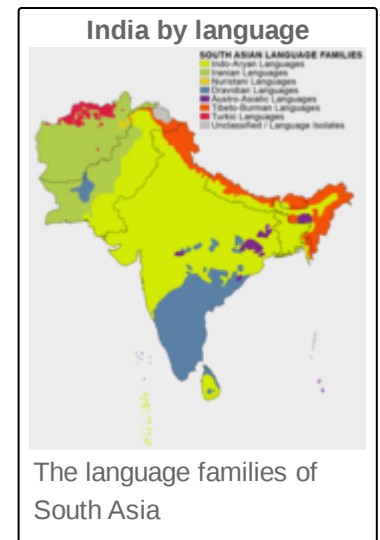 India by language
SOUTH ASIAN LANGUAGE FAMILIES
Indo-Aryan Languages
Iranian Languages
Nuristani Languages
Dravidian Languages
Austro-Asiatic Languages
Tibeto-Burman Languages
Turkic Languages
Unclassified / Language Isolates
The language families of
South Asia